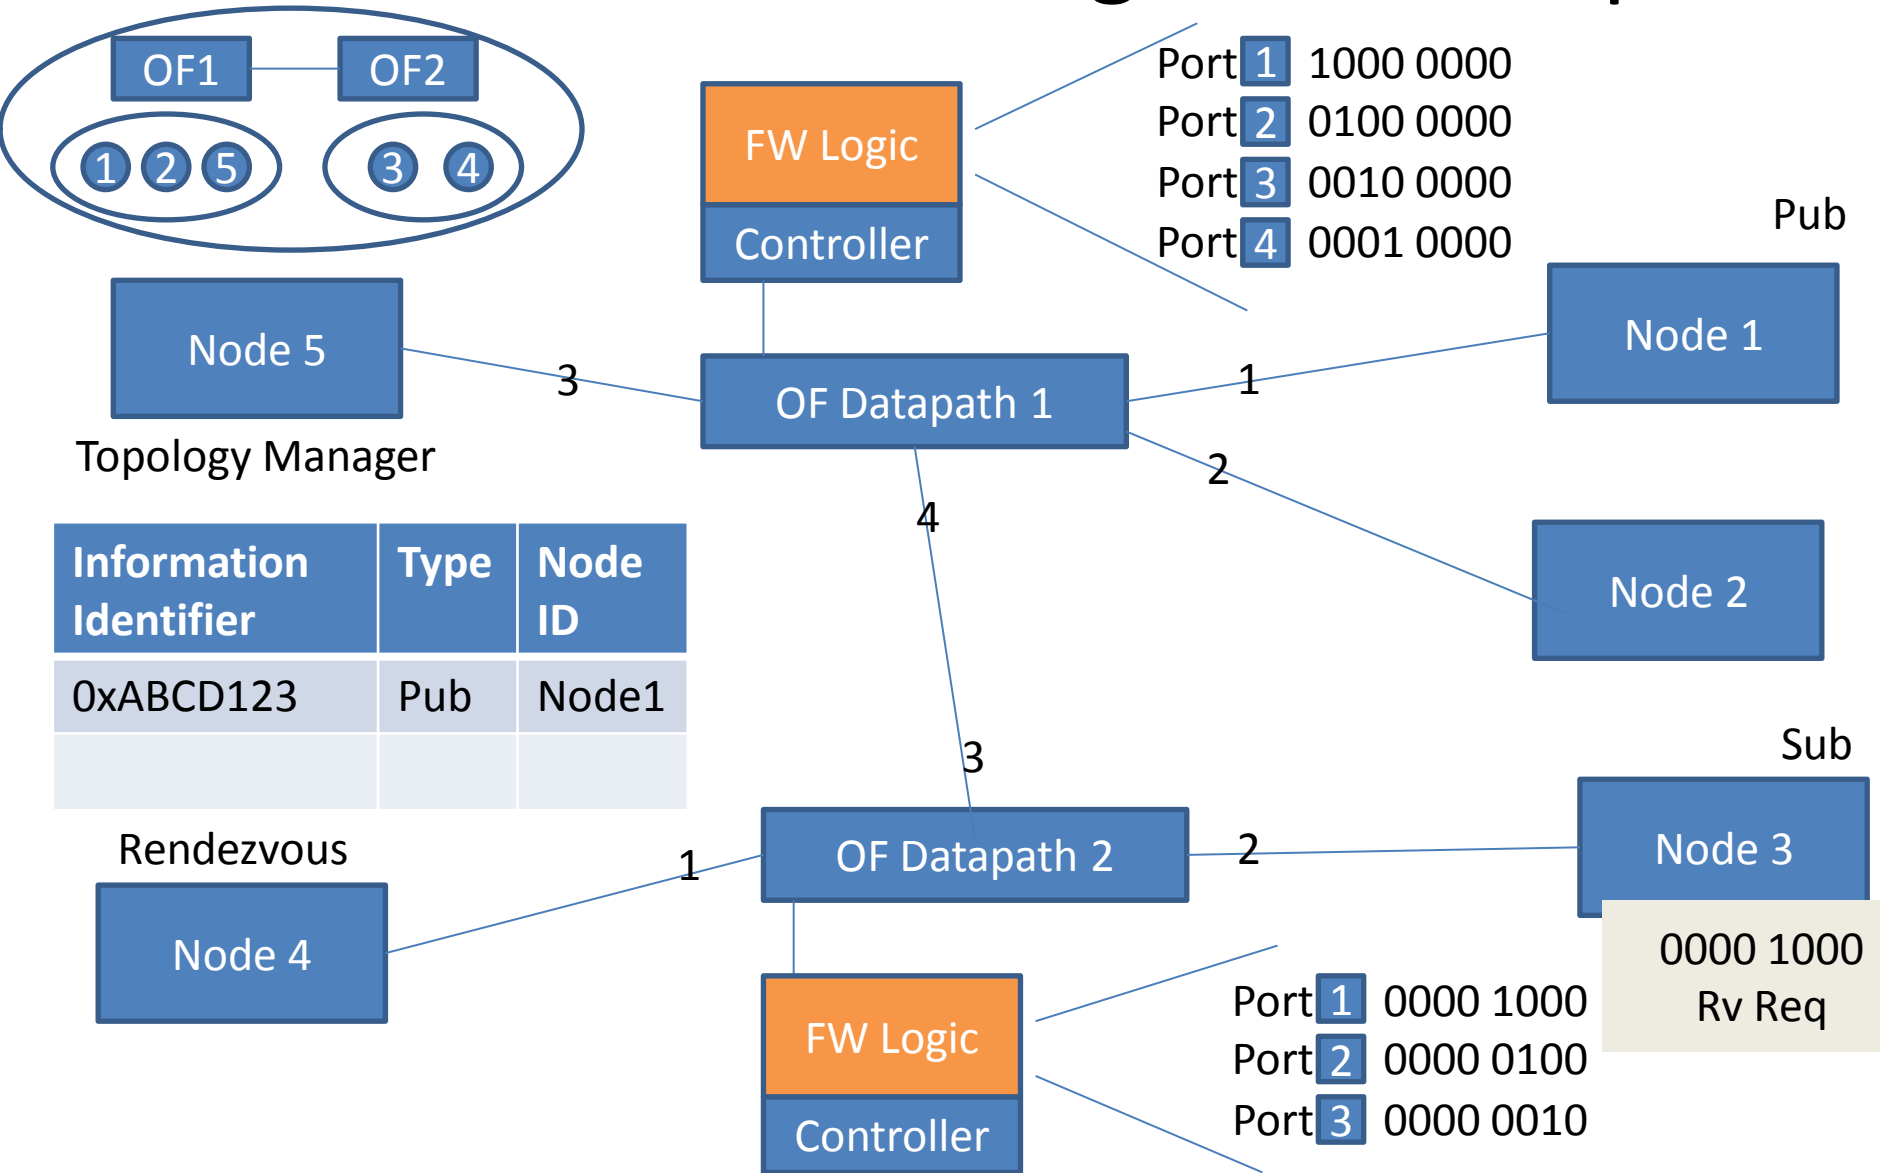 OF1 OF2
1 2 5 3 4
FW Logic
Controller
Port 1 1000 0000
Port 2 0100 0000
Port 3 0010 0000
Port 4 0001 0000
Pub
Node 1
Node 5
3
OF Datapath 1
1
Topology Manager
2
4
Node 2
Information Identifier Type Node ID
0xABCD123 Pub Node1
3
Sub
Rendezvous
1
OF Datapath 2
2
Node 3
Node 4
0000 1000
Rv Req
FW Logic
Controller
Port 1 0000 1000
Port 2 0000 0100
Port 3 0000 0010